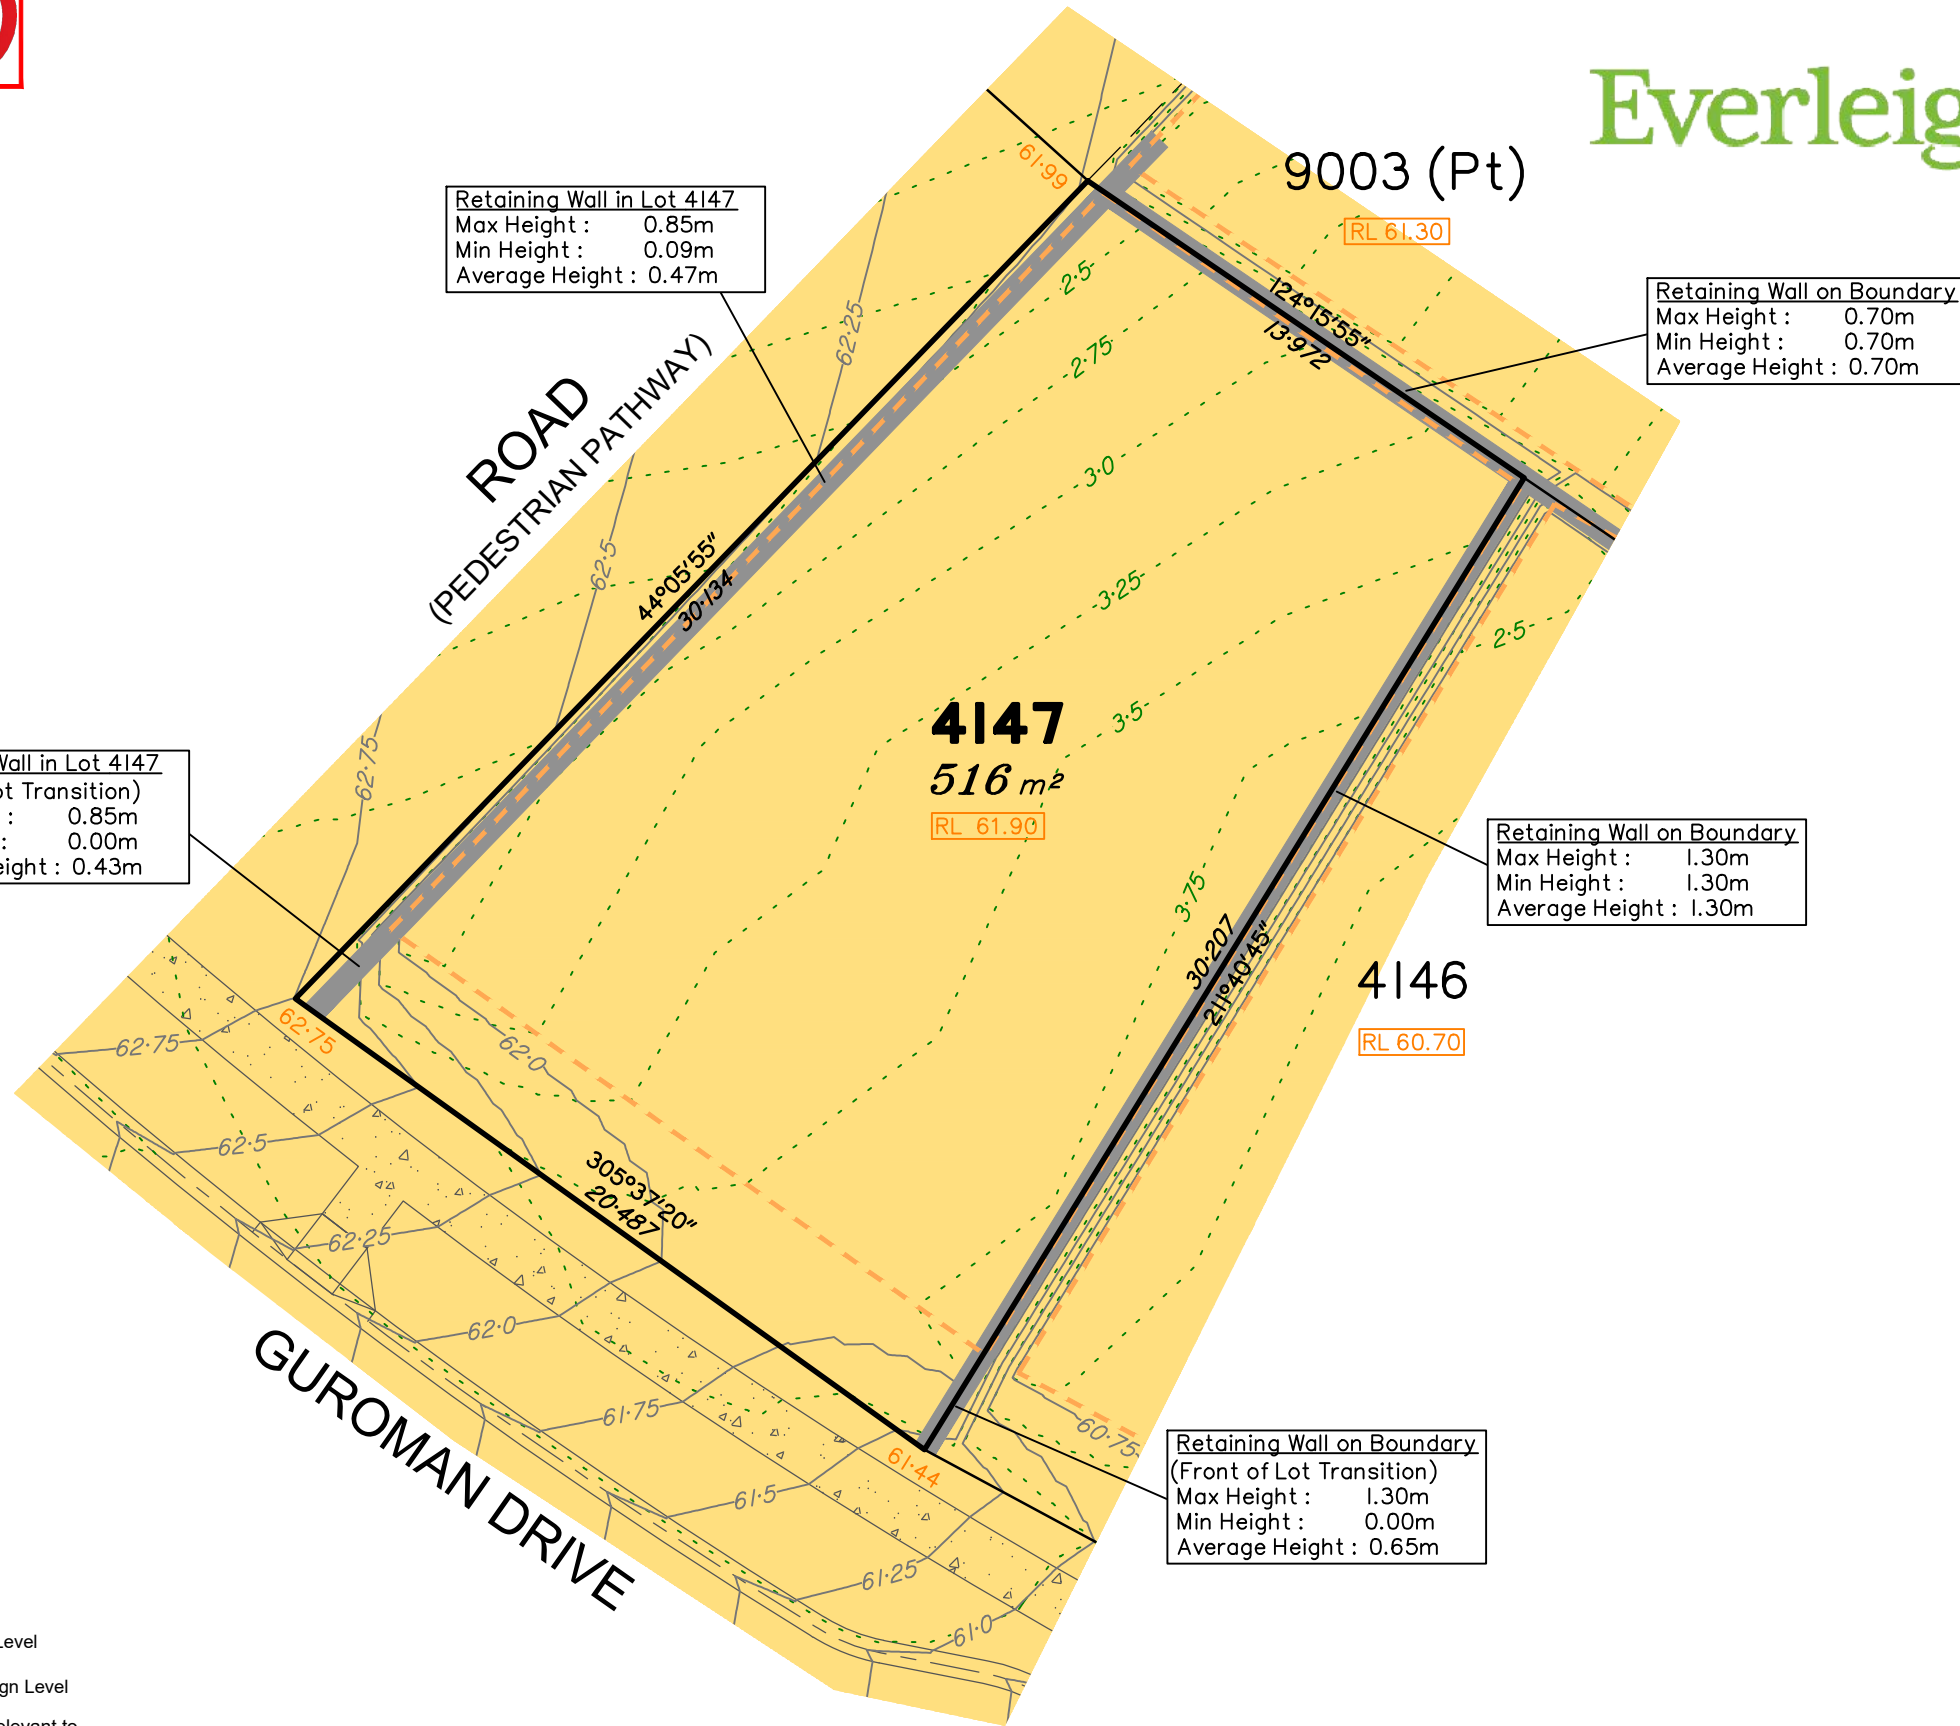 Everleig
9003 (Pt)
RL 61.30
61·99
Retaining Wall in Lot 4147
Max Height : 0.85m
Min Height : 0.09m
Average Height : 0.47m
Retaining Wall on Boundary
Max Height : 0.70m
Min Height : 0.70m
Average Height : 0.70m
124°15'55"
13·972
ROAD
(PEDESTRIAN PATHWAY)
62·25
62·5
62·75
2·5
2·75
3·0
3·25
3·5
3·75
2·5
44°05'55"
30·134
4147
516 m²
RL 61.90
Wall in Lot 4147
ot Transition)
: 0.85m
: 0.00m
eight : 0.43m
Retaining Wall on Boundary
Max Height : 1.30m
Min Height : 1.30m
Average Height : 1.30m
30·207
211°40'45"
4146
RL 60.70
62·75
62·75
62·0
62·5
305°37'20"
20·487
62·25
62·0
61·75
61·44
60·75
61·5
61·25
61·0
GUROMAN DRIVE
Retaining Wall on Boundary
(Front of Lot Transition)
Max Height : 1.30m
Min Height : 0.00m
Average Height : 0.65m
Level
gn Level